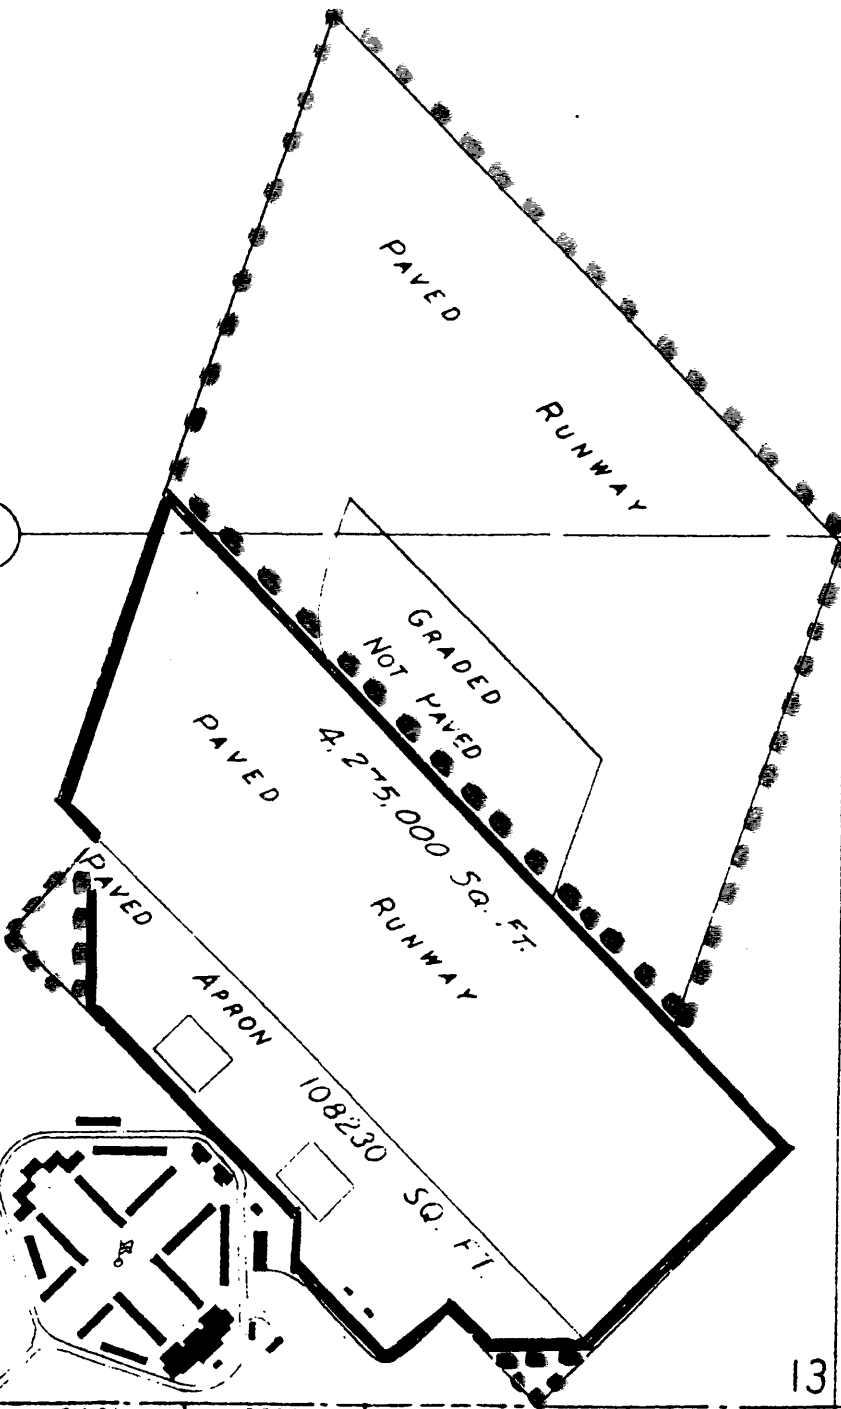 PAVED
RUNWAY
GRADED
NOT PAVED
PAVED
4,275,000 SQ. FT.
RUNWAY
PAVED
APRON
108230 SQ. FT.
13